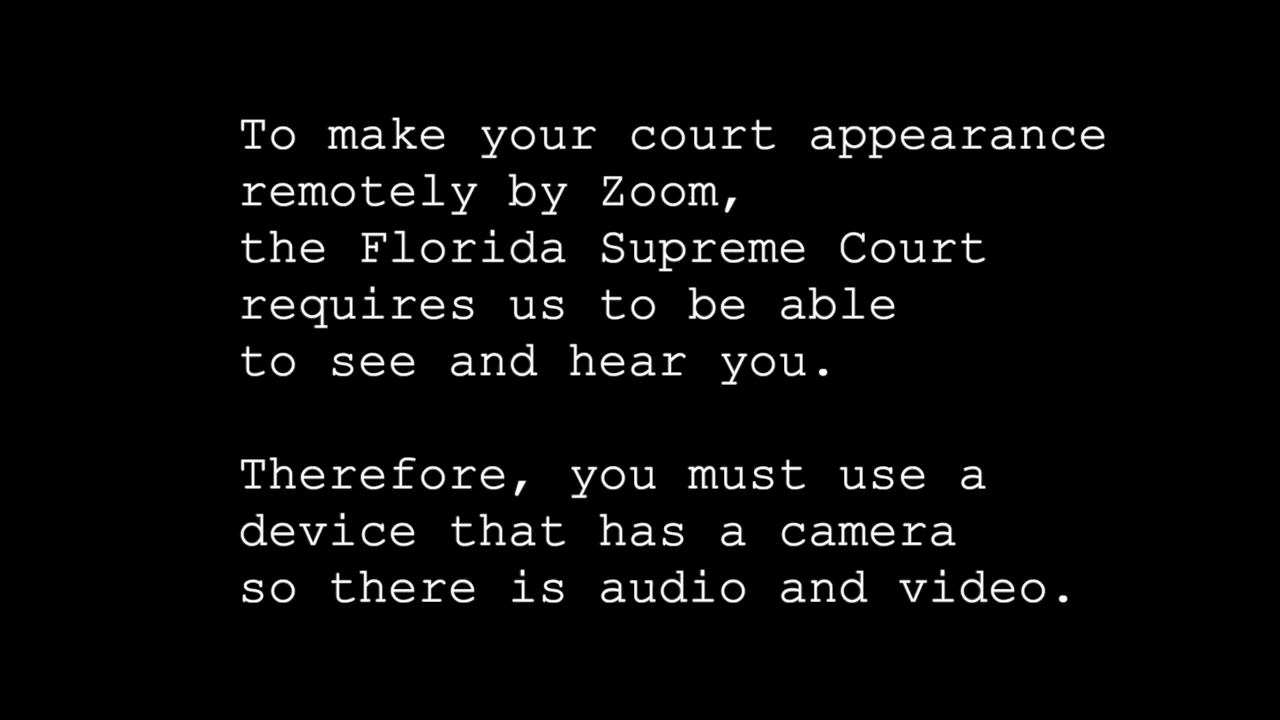 To make your court appearance
remotely by Zoom,
the Florida Supreme Court
requires us to be able
to see and hear you.
Therefore, you must use a
device that has a camera
so there is audio and video.